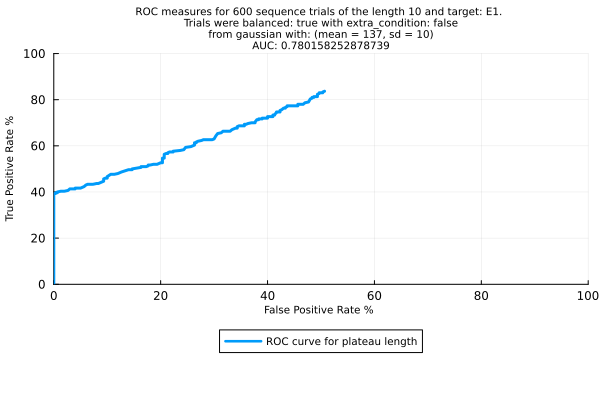 ROC measures for 600 sequence trials of the length 10 and target: E1.
Trials were balanced: true with extra_condition: false
from gaussian with: (mean = 137, sd = 10)
AUC: 0.780158252878739
100
80
60
40
20
0
True Positive Rate %
0 20 40 60 80 100
False Positive Rate %
ROC curve for plateau length